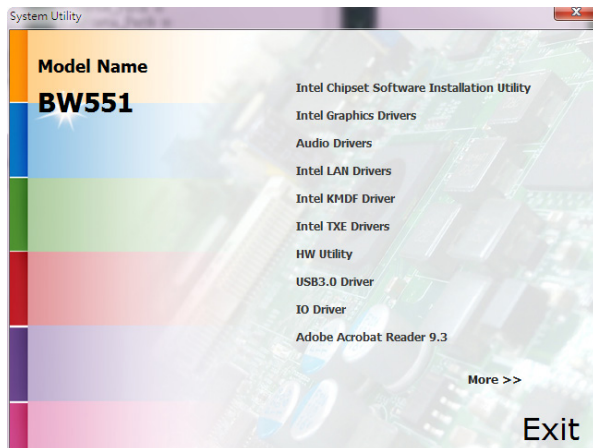 System Utility
Model Name
BW551
Intel Chipset Software Installation Utility
Intel Graphics Drivers
Audio Drivers
Intel LAN Drivers
Intel KMDF Driver
Intel TXE Drivers
HW Utility
USB3.0 Driver
IO Driver
Adobe Acrobat Reader 9.3
More >>
Exit